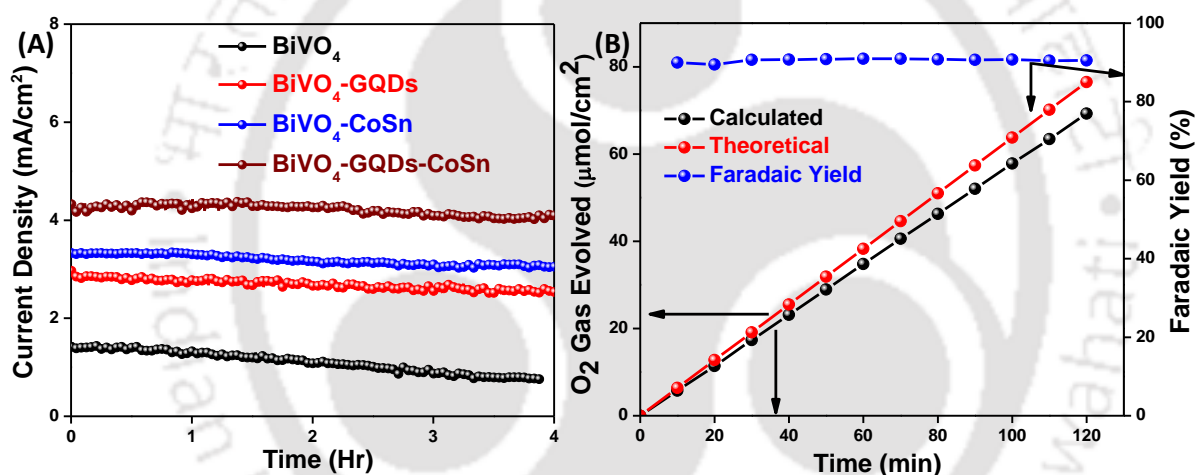 (A)
BiVO4
BiVO4-GQDs
BiVO4-CoSn
BiVO4-GQDs-CoSn
Current Density (mA/cm2)
8
6
4
2
0
0 1 2 3 4
Time (Hr)
(B)
Calculated
Theoretical
Faradaic Yield
O2 Gas Evolved (μmol/cm2)
80
60
40
20
0
0 20 40 60 80 100 120
Time (min)
Faradaic Yield (%)
100
80
60
40
20
0
Indian
wahati